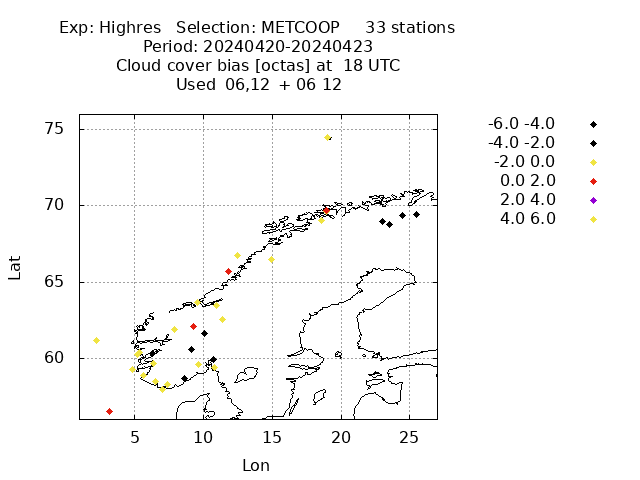 Exp: Highres   Selection: METCOOP     33 stations
Period: 20240420-20240423
Cloud cover bias [octas] at  18 UTC
Used  06,12  + 06 12
75
70
65
60
5 10 15 20 25
Lat
Lon
-6.0 -4.0
-4.0 -2.0
-2.0 0.0
0.0 2.0
2.0 4.0
4.0 6.0